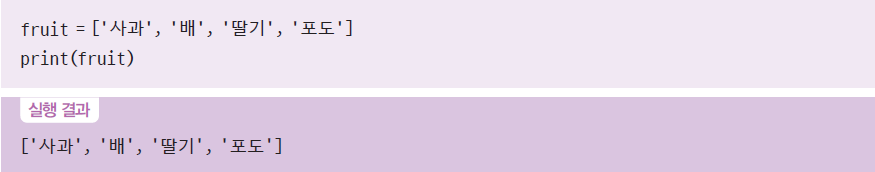 fruit = ['사과', '배', '딸기', '포도']
print(fruit)
실행 결과
['사과', '배', '딸기', '포도']